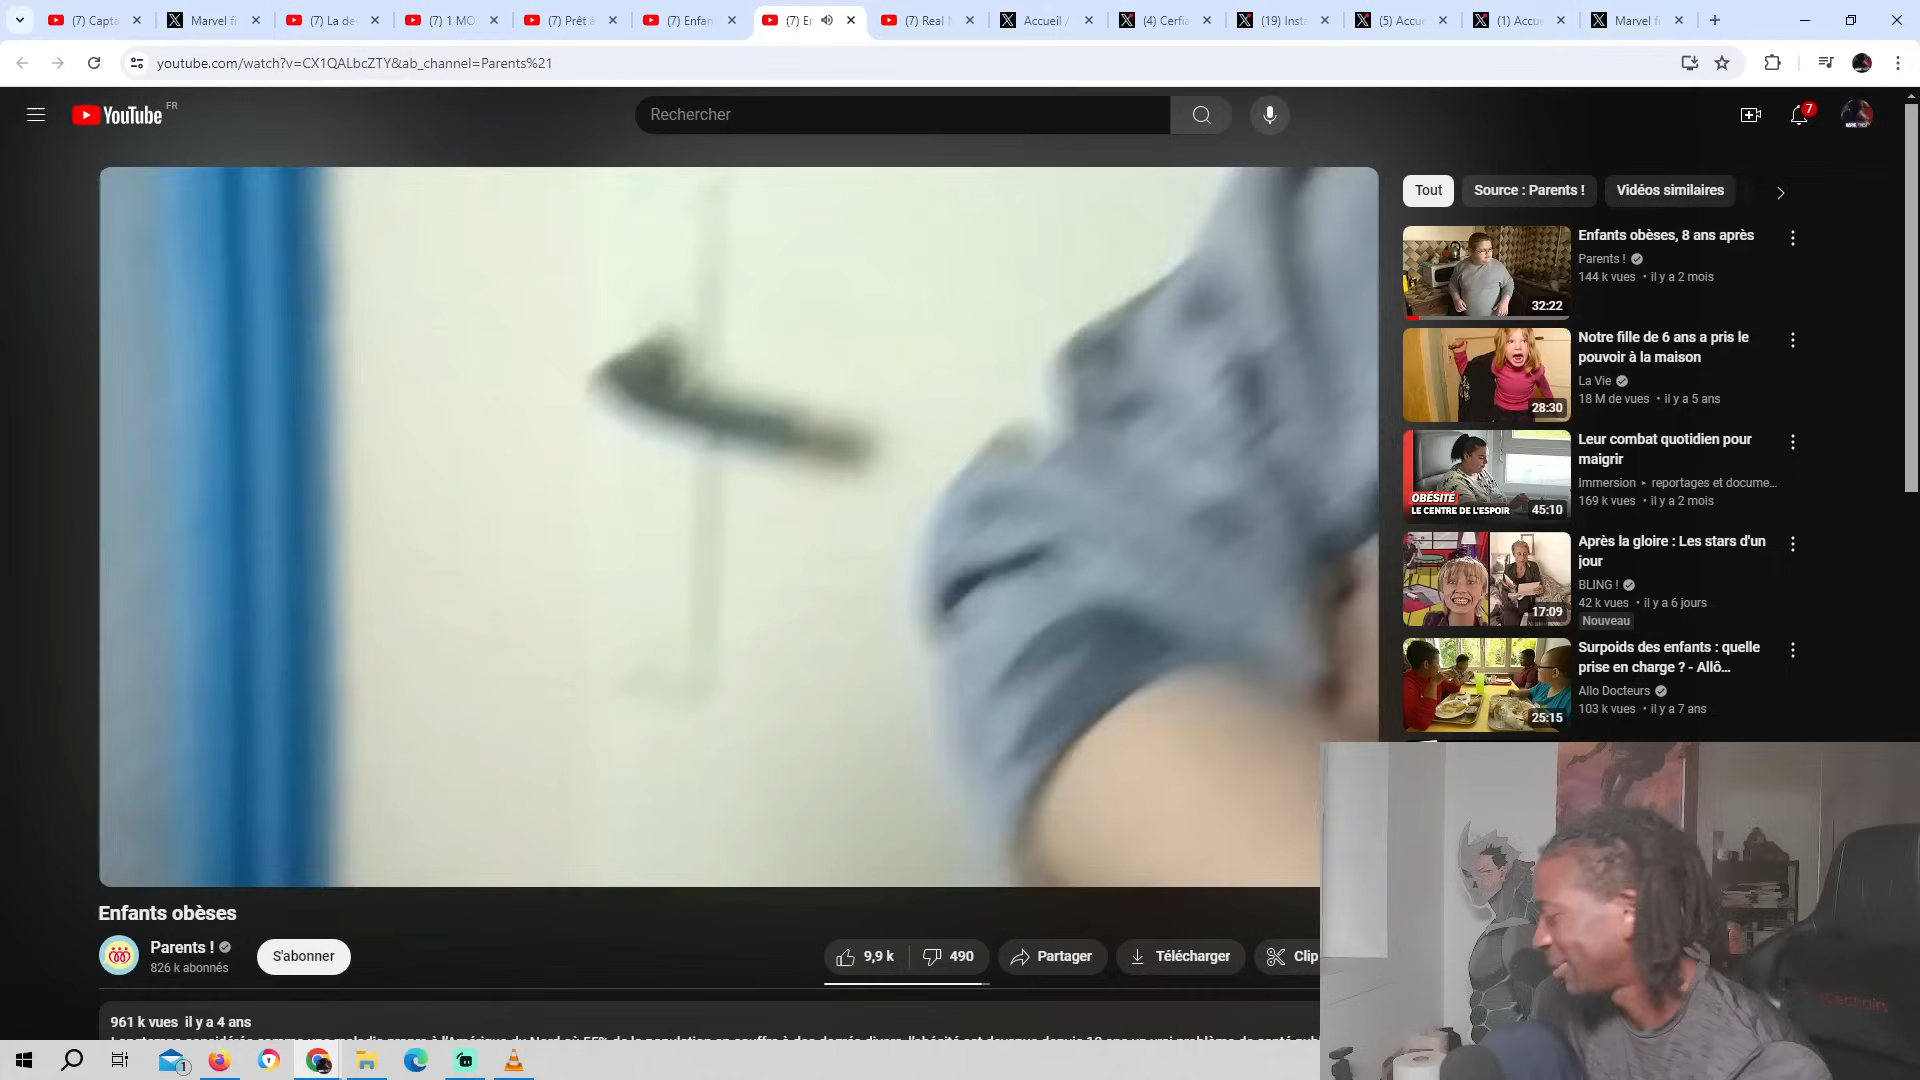 (7) Capta
Marvel fi
(7) La de
(7) 1 MO
(7) Prêt à
(7) Enfan
(7) Er
(7) Real
Accueil /
(4) Cerfia
(19) Insta
(5) Accue
(1) Accue
Marvel fi
youtube.com/watch?v=CX1QALbcZTY&ab_channel=Parents%21
YouTube FR
Rechercher
7
Tout
Source : Parents !
Vidéos similaires
Enfants obèses, 8 ans après
Parents !
144 k vues • il y a 2 mois
32:22
Notre fille de 6 ans a pris le
pouvoir à la maison
La Vie
18 M de vues • il y a 5 ans
28:30
Leur combat quotidien pour
maigrir
Immersion ▸ reportages et docume...
169 k vues • il y a 2 mois
OBÉSITÉ
LE CENTRE DE L'ESPOIR
45:10
Après la gloire : Les stars d'un
jour
BLING !
42 k vues • il y a 6 jours
17:09
Nouveau
Surpoids des enfants : quelle
prise en charge ? - Allô...
Allo Docteurs
103 k vues • il y a 7 ans
25:15
Enfants obèses
Parents !
826 k abonnés
S'abonner
9,9 k
490
Partager
Télécharger
Clip
961 k vues il y a 4 ans
1